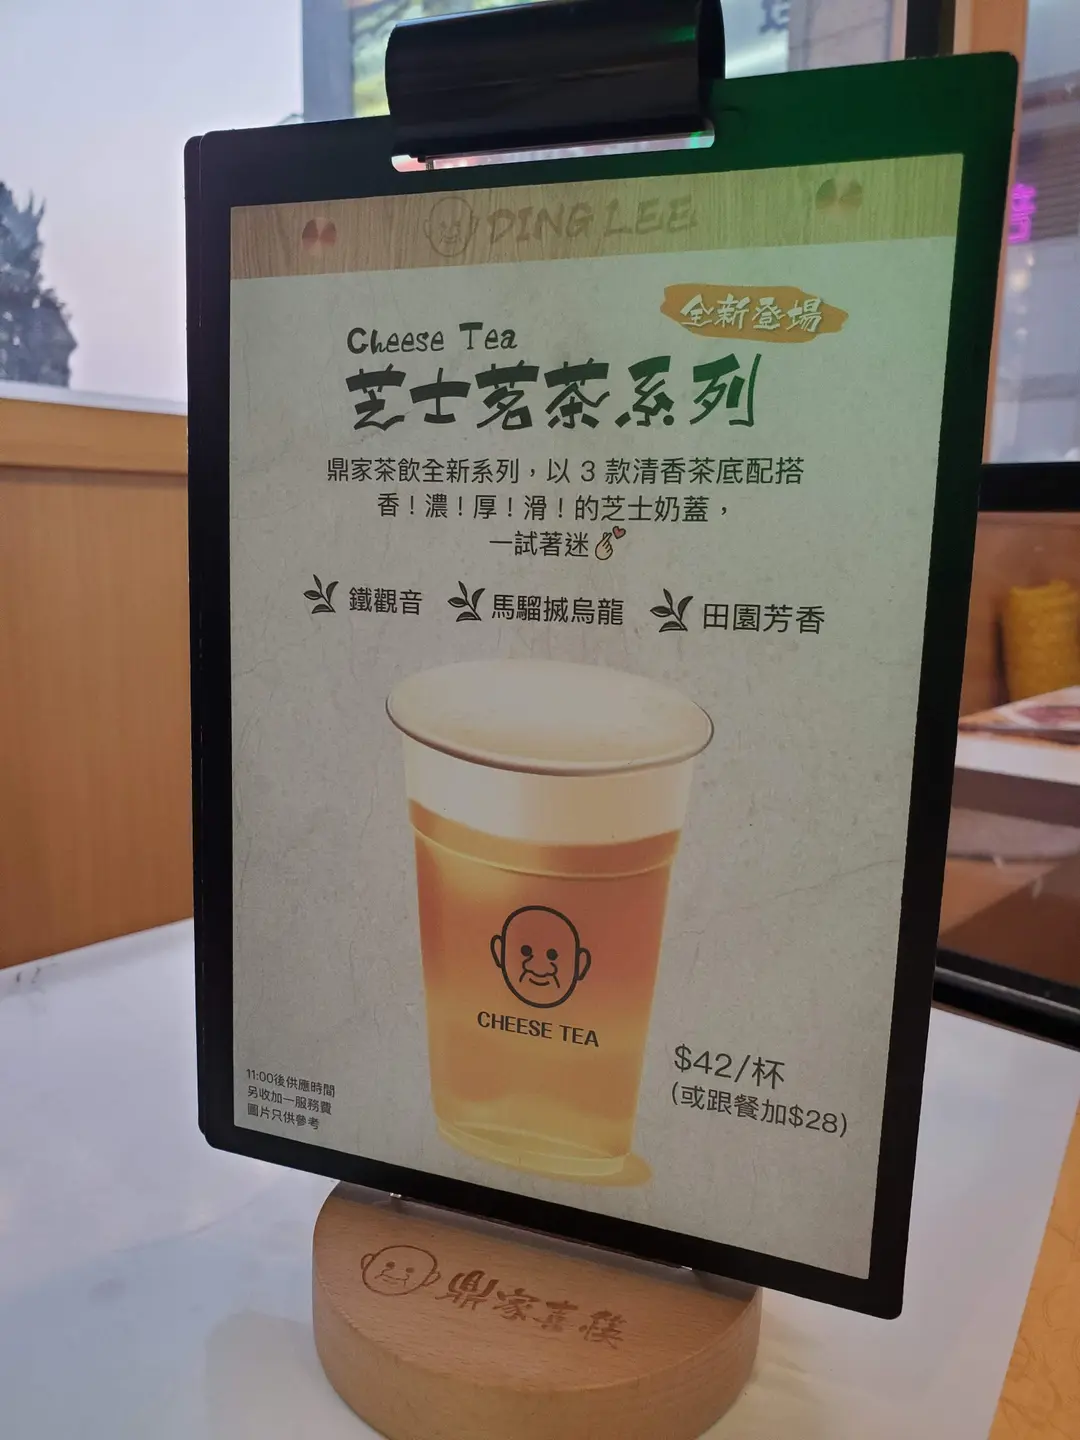 DING LEE
全新登場
Cheese Tea
芝士茗茶系列
鼎家茶飲全新系列，以 3 款清香茶底配搭
香！濃！厚！滑！的芝士奶蓋，
一試著迷
鐵觀音 馬騮搣烏龍 田園芳香
CHEESE TEA
$42/杯
(或跟餐加$28)
11:00後供應時間
另收加一服務費
圖片只供參考
鼎家喜筷